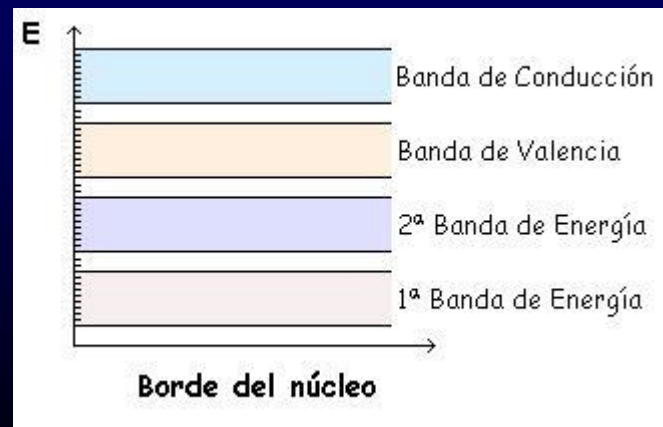 E
Banda de Conducción
Banda de Valencia
2ª Banda de Energía
1ª Banda de Energía
Borde del núcleo